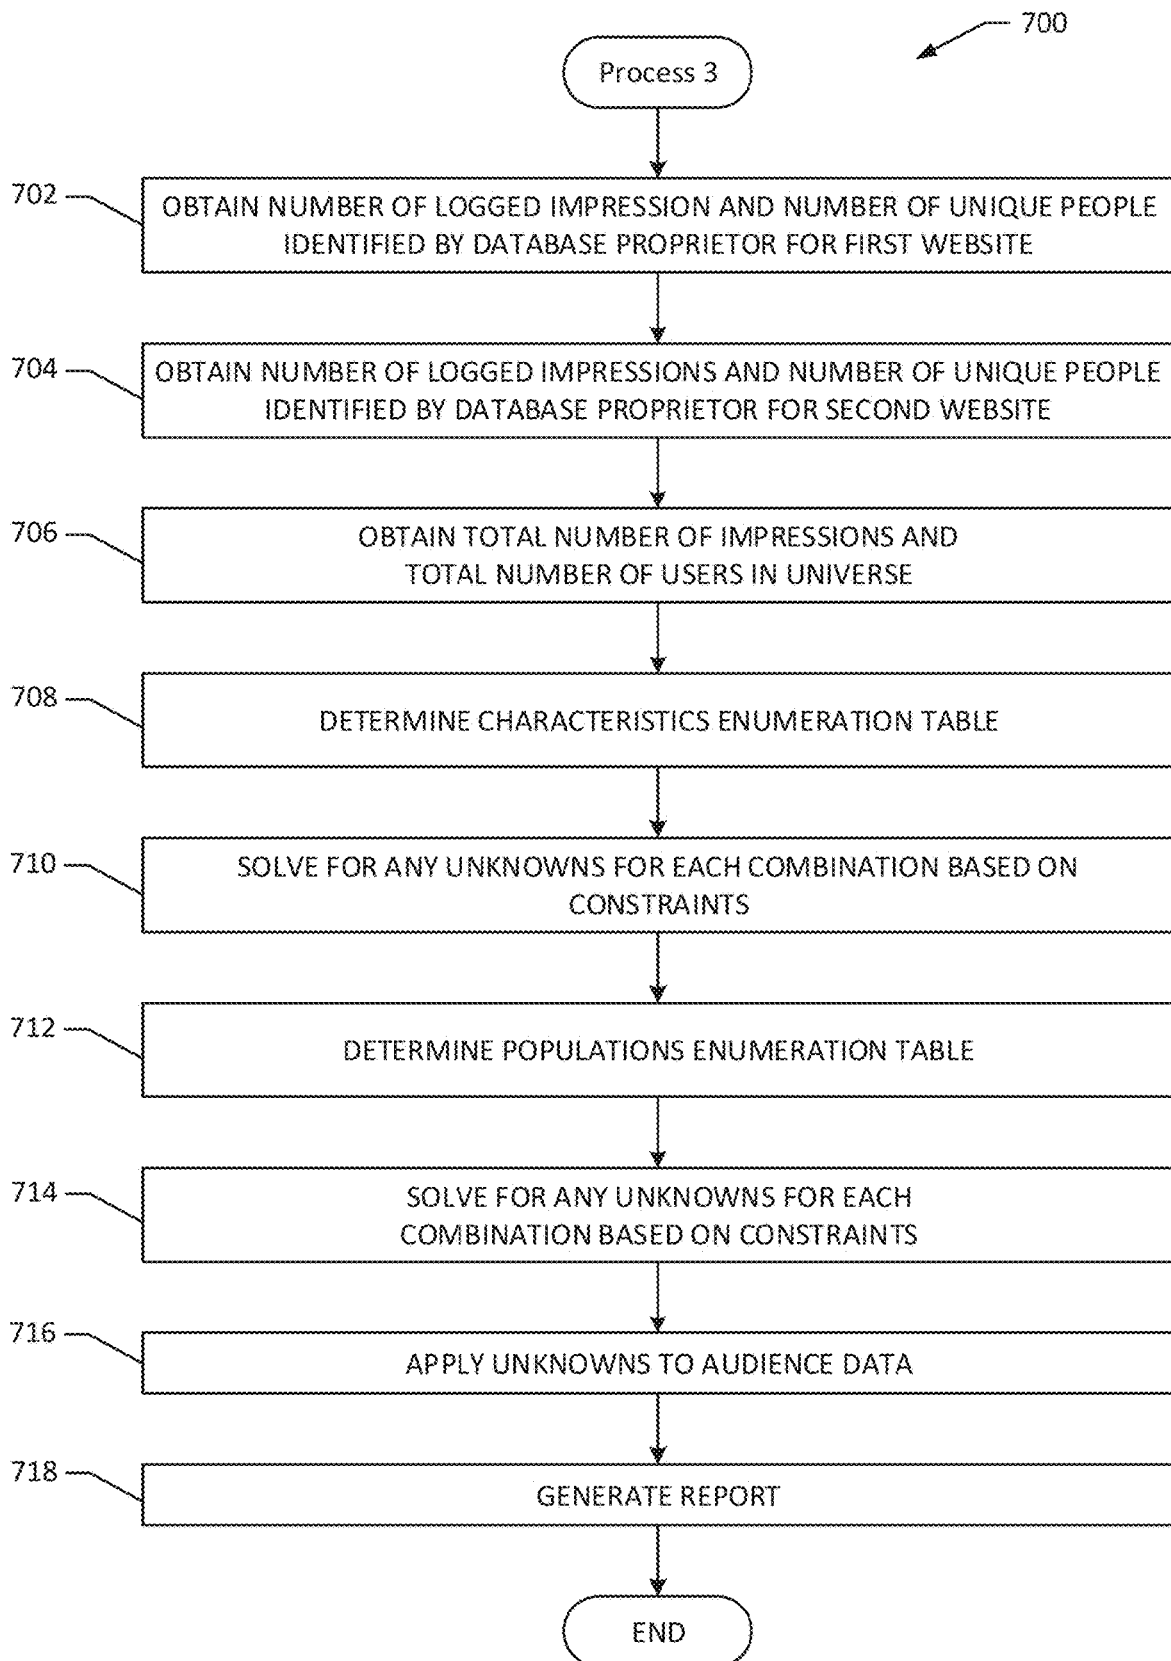 700
Process 3
702
OBTAIN NUMBER OF LOGGED IMPRESSION AND NUMBER OF UNIQUE PEOPLE
IDENTIFIED BY DATABASE PROPRIETOR FOR FIRST WEBSITE
704
OBTAIN NUMBER OF LOGGED IMPRESSIONS AND NUMBER OF UNIQUE PEOPLE
IDENTIFIED BY DATABASE PROPRIETOR FOR SECOND WEBSITE
706
OBTAIN TOTAL NUMBER OF IMPRESSIONS AND
TOTAL NUMBER OF USERS IN UNIVERSE
708
DETERMINE CHARACTERISTICS ENUMERATION TABLE
710
SOLVE FOR ANY UNKNOWNS FOR EACH COMBINATION BASED ON
CONSTRAINTS
712
DETERMINE POPULATIONS ENUMERATION TABLE
714
SOLVE FOR ANY UNKNOWNS FOR EACH
COMBINATION BASED ON CONSTRAINTS
716
APPLY UNKNOWNS TO AUDIENCE DATA
718
GENERATE REPORT
END